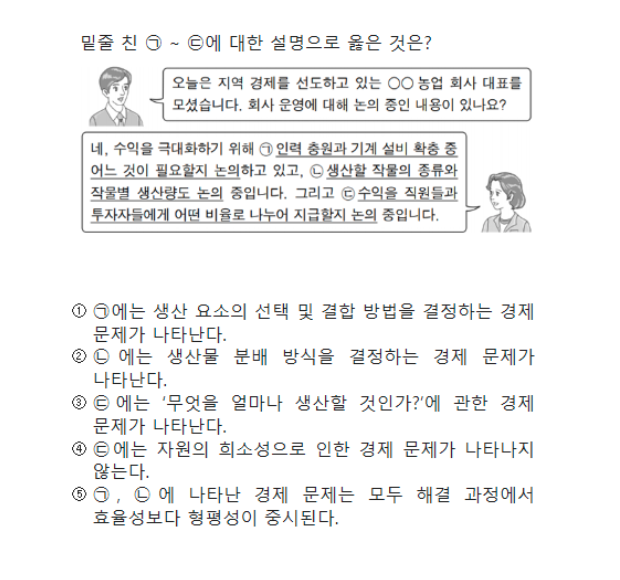 밑줄 친 ㉠ ~ ㉢에 대한 설명으로 옳은 것은?
오늘은 지역 경제를 선도하고 있는 ○○ 농업 회사 대표를
모셨습니다. 회사 운영에 대해 논의 중인 내용이 있나요?
네, 수익을 극대화하기 위해 ㉠ 인력 충원과 기계 설비 확충 중
어느 것이 필요할지 논의하고 있고, ㉡ 생산할 작물의 종류와
작물별 생산량도 논의 중입니다. 그리고 ㉢ 수익을 직원들과
투자자들에게 어떤 비율로 나누어 지급할지 논의 중입니다.
① ㉠에는 생산 요소의 선택 및 결합 방법을 결정하는 경제
문제가 나타난다.
② ㉡ 에는 생산물 분배 방식을 결정하는 경제 문제가
나타난다.
③ ㉢ 에는 '무엇을 얼마나 생산할 것인가?'에 관한 경제
문제가 나타난다.
④ ㉢에는 자원의 희소성으로 인한 경제 문제가 나타나지
않는다.
⑤ ㉠ , ㉡ 에 나타난 경제 문제는 모두 해결 과정에서
효율성보다 형평성이 중시된다.